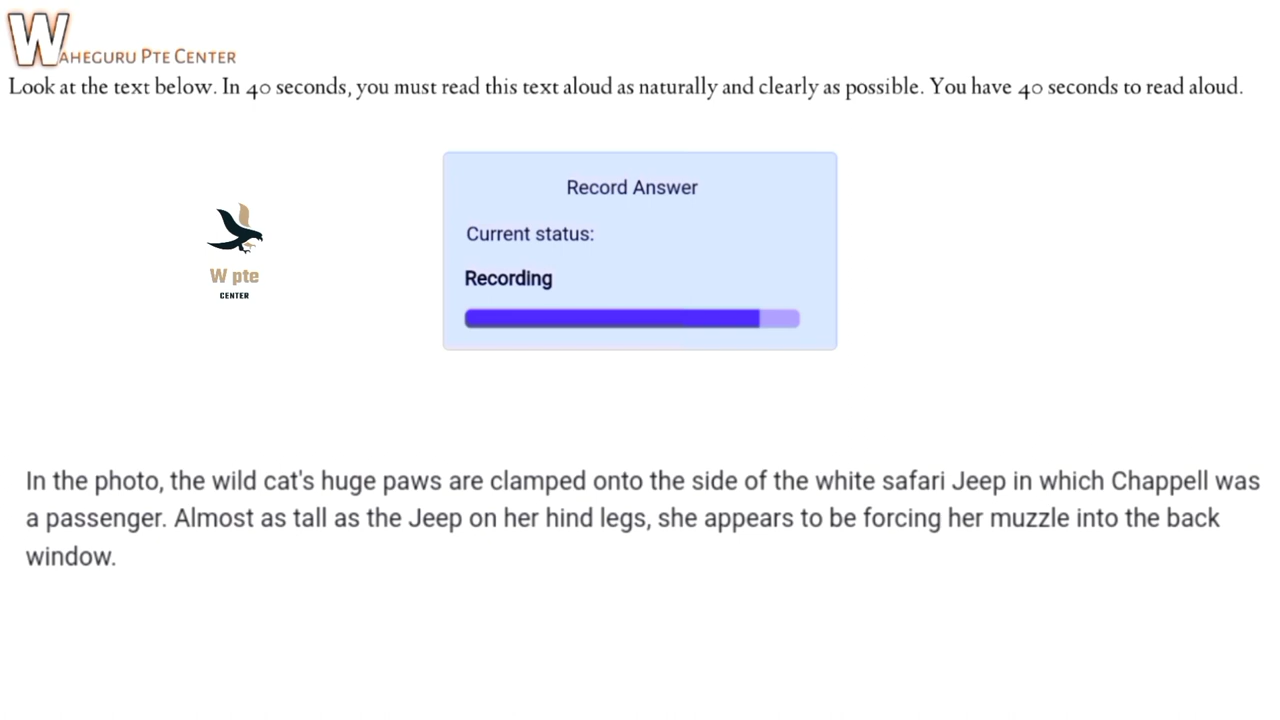 WAHEGURU PTE CENTER
Look at the text below. In 40 seconds, you must read this text aloud as naturally and clearly as possible. You have 40 seconds to read aloud.
Record Answer
Current status:
Recording
W pte
CENTER
In the photo, the wild cat's huge paws are clamped onto the side of the white safari Jeep in which Chappell was
a passenger. Almost as tall as the Jeep on her hind legs, she appears to be forcing her muzzle into the back
window.